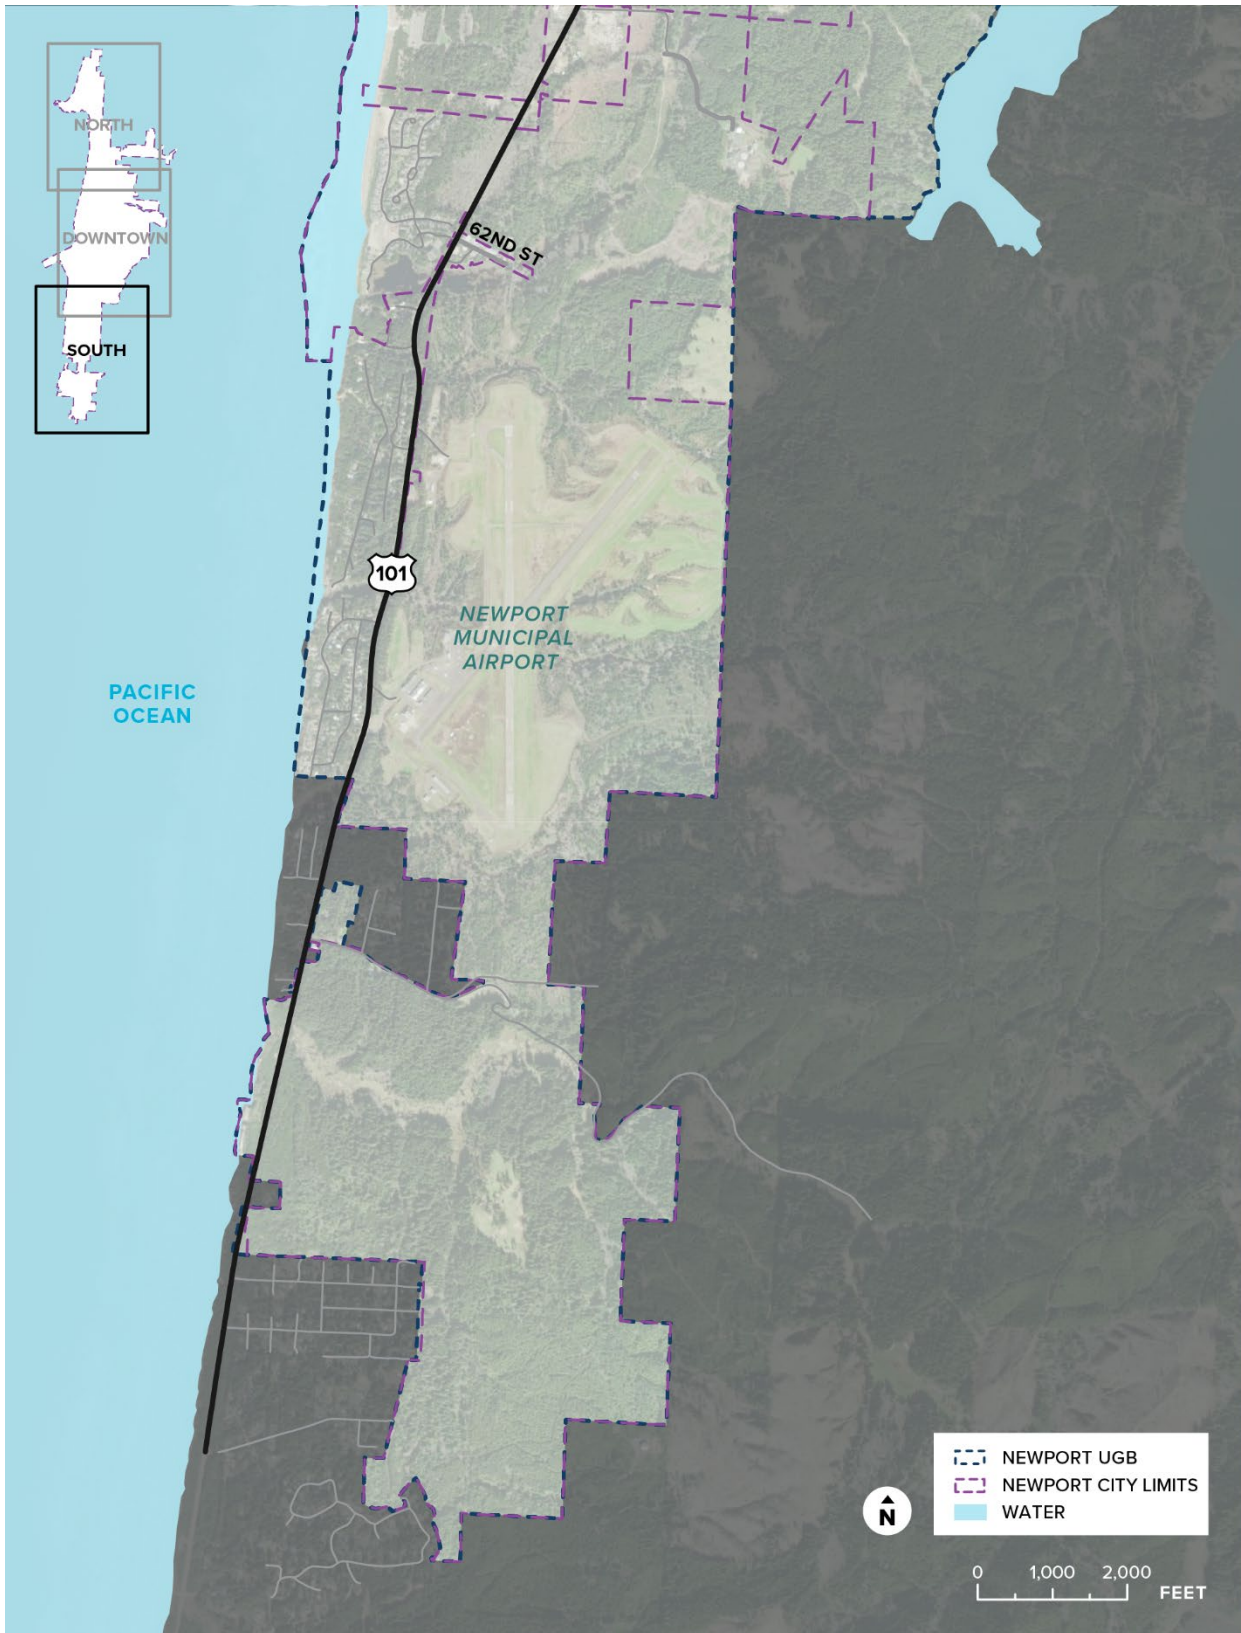 NORTH
DOWNTOWN
SOUTH
62ND ST
101
NEWPORT
MUNICIPAL
AIRPORT
PACIFIC
OCEAN
NEWPORT UGB
NEWPORT CITY LIMITS
WATER
N
0 1,000 2,000
FEET